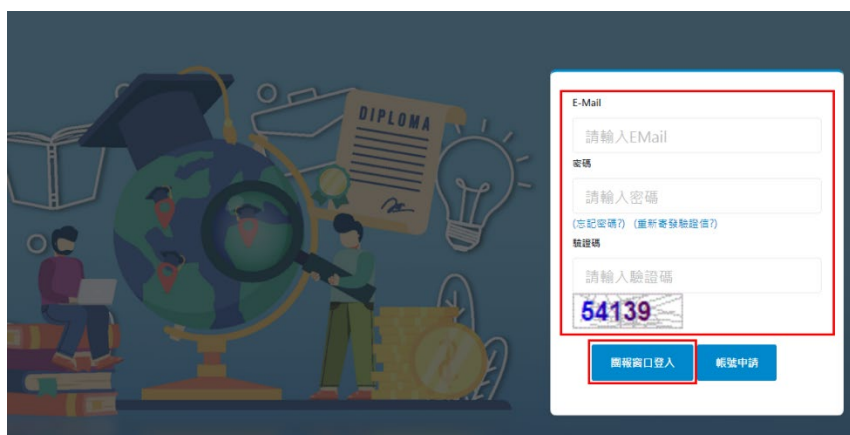 DIPLOMA
E-Mail
請輸入EMail
密碼
請輸入密碼
(忘記密碼?) (重新寄發驗證信?)
驗證碼
請輸入驗證碼
54139
團報窗口登入
帳號申請